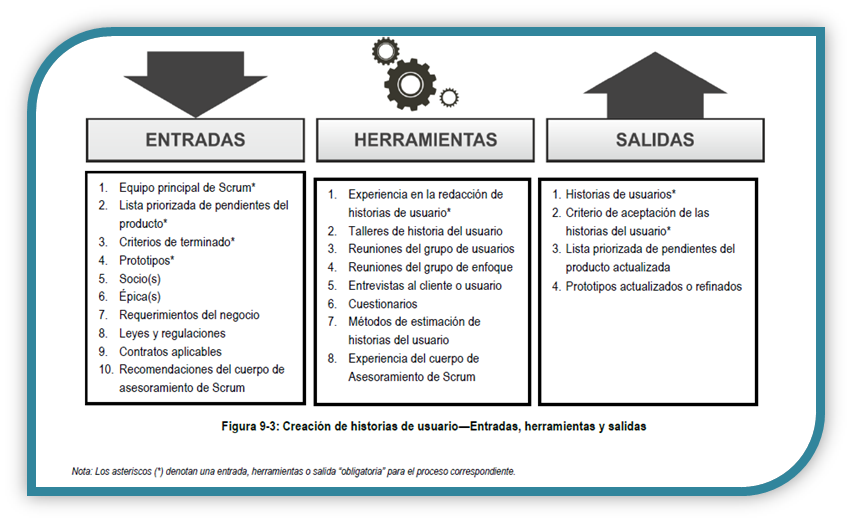 ENTRADAS
1. Equipo principal de Scrum*
2. Lista priorizada de pendientes del
producto*
3. Criterios de terminado*
4. Prototipos*
5. Socio(s)
6. Épica(s)
7. Requerimientos del negocio
8. Leyes y regulaciones
9. Contratos aplicables
10. Recomendaciones del cuerpo de
asesoramiento de Scrum
HERRAMIENTAS
1. Experiencia en la redacción de
historias de usuario*
2. Talleres de historia del usuario
3. Reuniones del grupo de usuarios
4. Reuniones del grupo de enfoque
5. Entrevistas al cliente o usuario
6. Cuestionarios
7. Métodos de estimación de
historias del usuario
8. Experiencia del cuerpo de
Asesoramiento de Scrum
SALIDAS
1. Historias de usuarios*
2. Criterio de aceptación de las
historias del usuario*
3. Lista priorizada de pendientes del
producto actualizada
4. Prototipos actualizados o refinados
Figura 9-3: Creación de historias de usuario—Entradas, herramientas y salidas
Nota: Los asteriscos (*) denotan una entrada, herramientas o salida "obligatoria" para el proceso correspondiente.